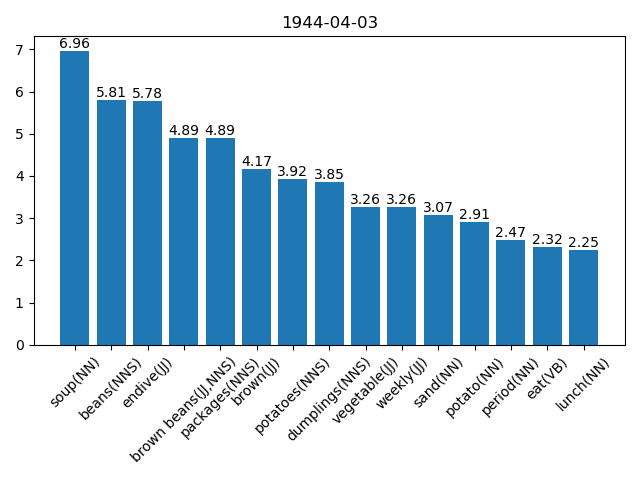 1944-04-03
7
6
5
4
3
2
1
0
6.96
5.81
5.78
4.89
4.89
4.17
3.92
3.85
3.26
3.26
3.07
2.91
2.47
2.32
2.25
soup(NN)
beans(NNS)
endive(JJ)
brown beans(JJ,NNS)
packages(NNS)
brown(JJ)
potatoes(NNS)
dumplings(NNS)
vegetable(JJ)
weekly(JJ)
sand(NN)
potato(NN)
period(NN)
eat(VB)
lunch(NN)